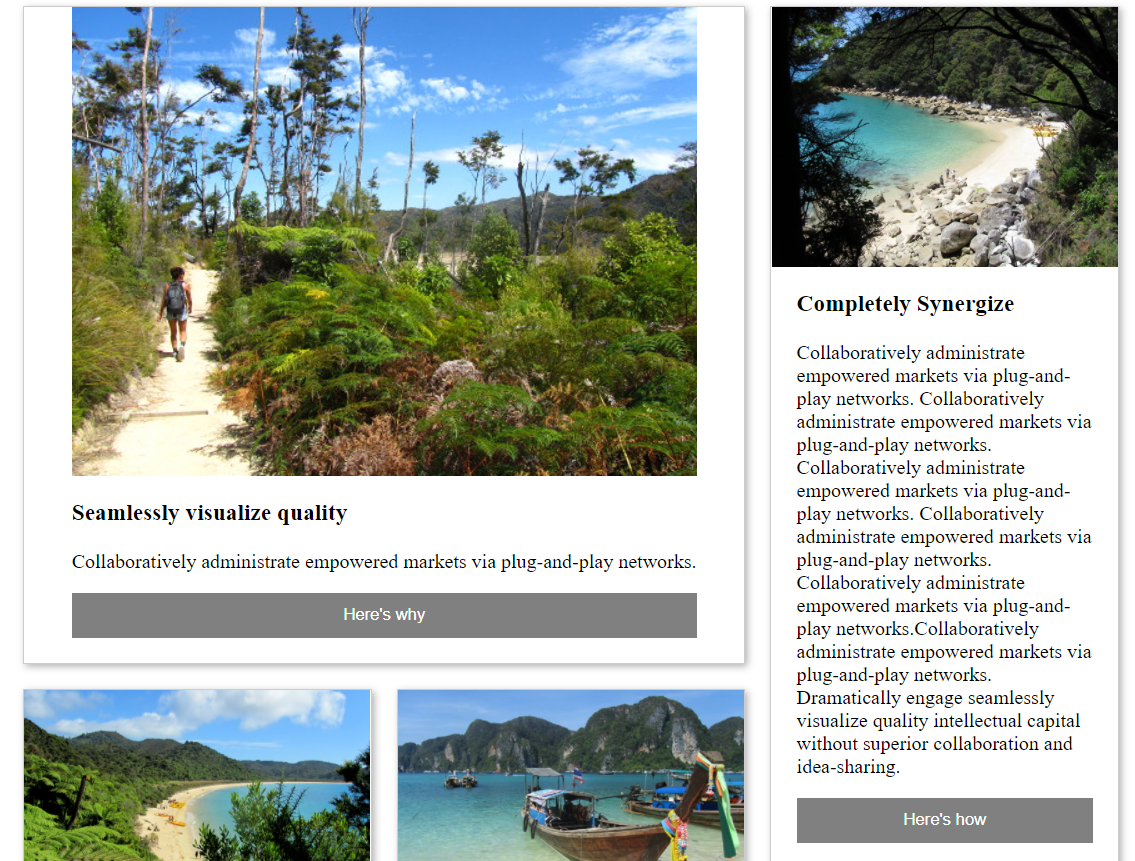 Seamlessly visualize quality
Collaboratively administrate empowered markets via plug-and-play networks.
Here's why
Completely Synergize
Collaboratively administrate
empowered markets via plug-and-
play networks. Collaboratively
administrate empowered markets via
plug-and-play networks.
Collaboratively administrate
empowered markets via plug-and-
play networks. Collaboratively
administrate empowered markets via
plug-and-play networks.
Collaboratively administrate
empowered markets via plug-and-
play networks.Collaboratively
administrate empowered markets via
plug-and-play networks.
Dramatically engage seamlessly
visualize quality intellectual capital
without superior collaboration and
idea-sharing.
Here's how